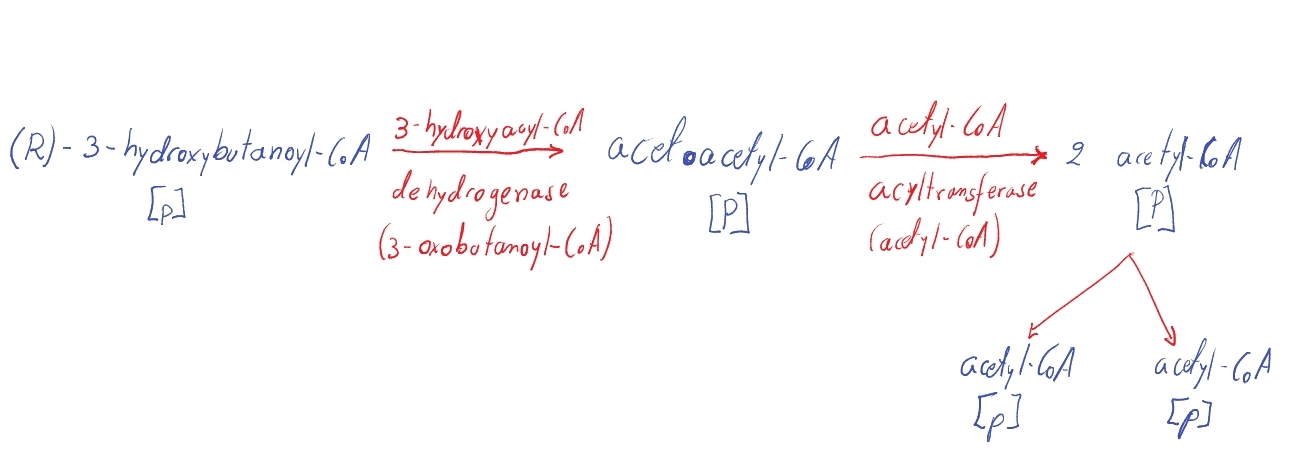 (R)-3-hydroxybutanoyl-CoA
[p]
3-hydroxyacyl-CoA
dehydrogenase
(3-oxobutanoyl-CoA)
acetoacetyl-CoA
[P]
acetyl-CoA
acyltransferase
(acetyl-CoA)
2 acetyl-CoA
[P]
acetyl-CoA
[p]
acetyl-CoA
[p]